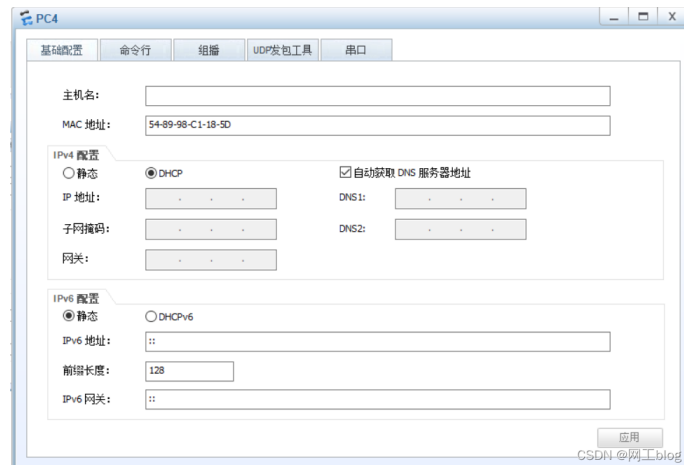 PC4
基础配置 命令行 组播 UDP发包工具 串口
主机名:
MAC 地址: 54-89-98-C1-18-5D
IPv4 配置
静态 DHCP 自动获取 DNS 服务器地址
IP 地址: . . . DNS1: . . .
子网掩码: . . . DNS2: . . .
网关: . . .
IPv6 配置
静态 DHCPv6
IPv6 地址: ::
前缀长度: 128
IPv6 网关: ::
应用
CSDN @网工blog